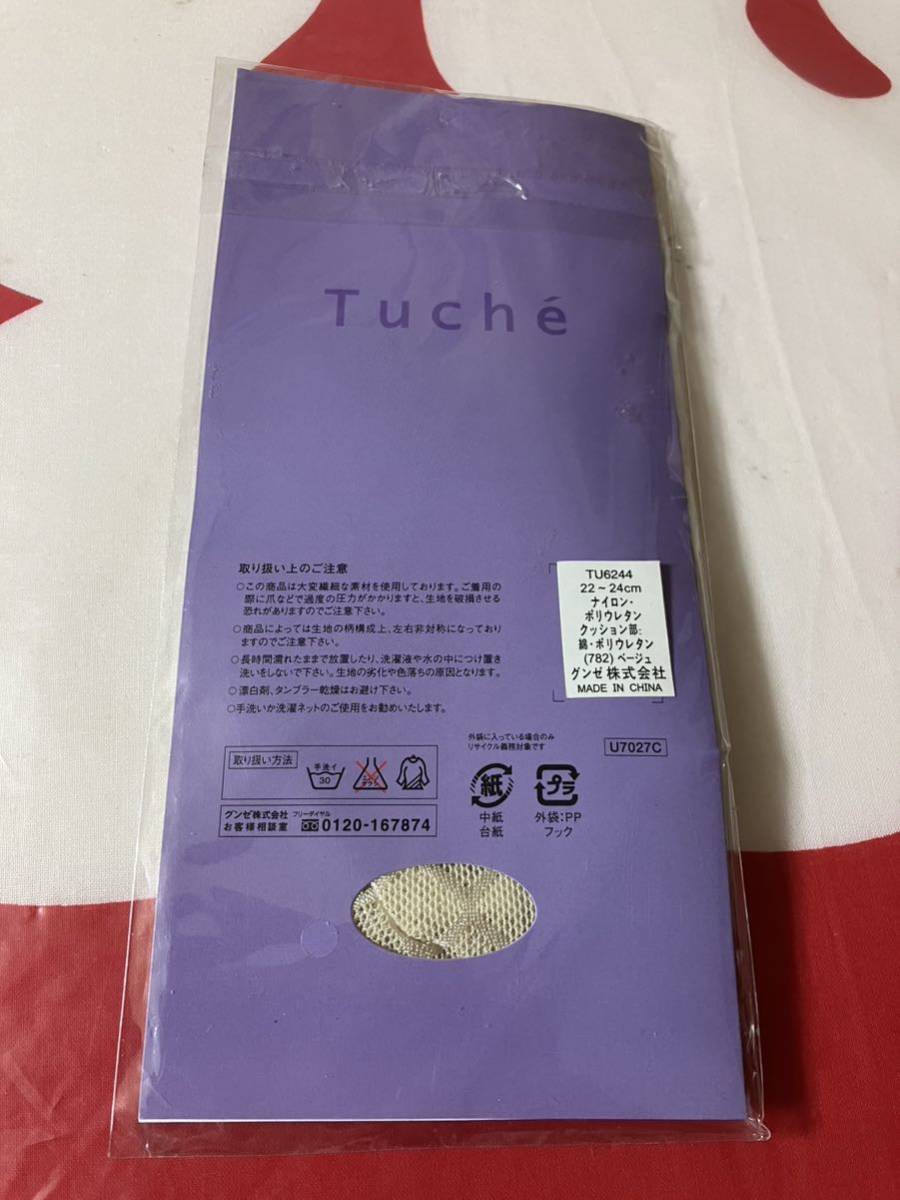 Tuché
取り扱い上のご注意
○この商品は大変繊細な素材を使用しております。ご着用の
際に爪などで過度の圧力がかかりますと、生地を破損させる
恐れがありますのでご注意下さい。
○商品によっては生地の柄構成上、左右非対称になっており
ますのでご注意下さい。
○長時間濡れたままで放置したり、洗濯液や水の中につけ置き
洗いをしないで下さい。生地の劣化や色落ちの原因となります。
○漂白剤、タンブラー乾燥はお避け下さい。
○手洗いか洗濯ネットのご使用をお勧めいたします。
TU6244
22～24cm
ナイロン・
ポリウレタン
クッション部:
綿・ポリウレタン
(782) ベージュ
グンゼ株式会社
MADE IN CHINA
取り扱い方法
手洗イ
30
グンゼ株式会社 フリーダイヤル
お客様相談室 0120-167874
外袋に入っている場合のみ
リサイクル義務対象です
U7027C
紙
プラ
中紙
台紙
外袋:PP
フック